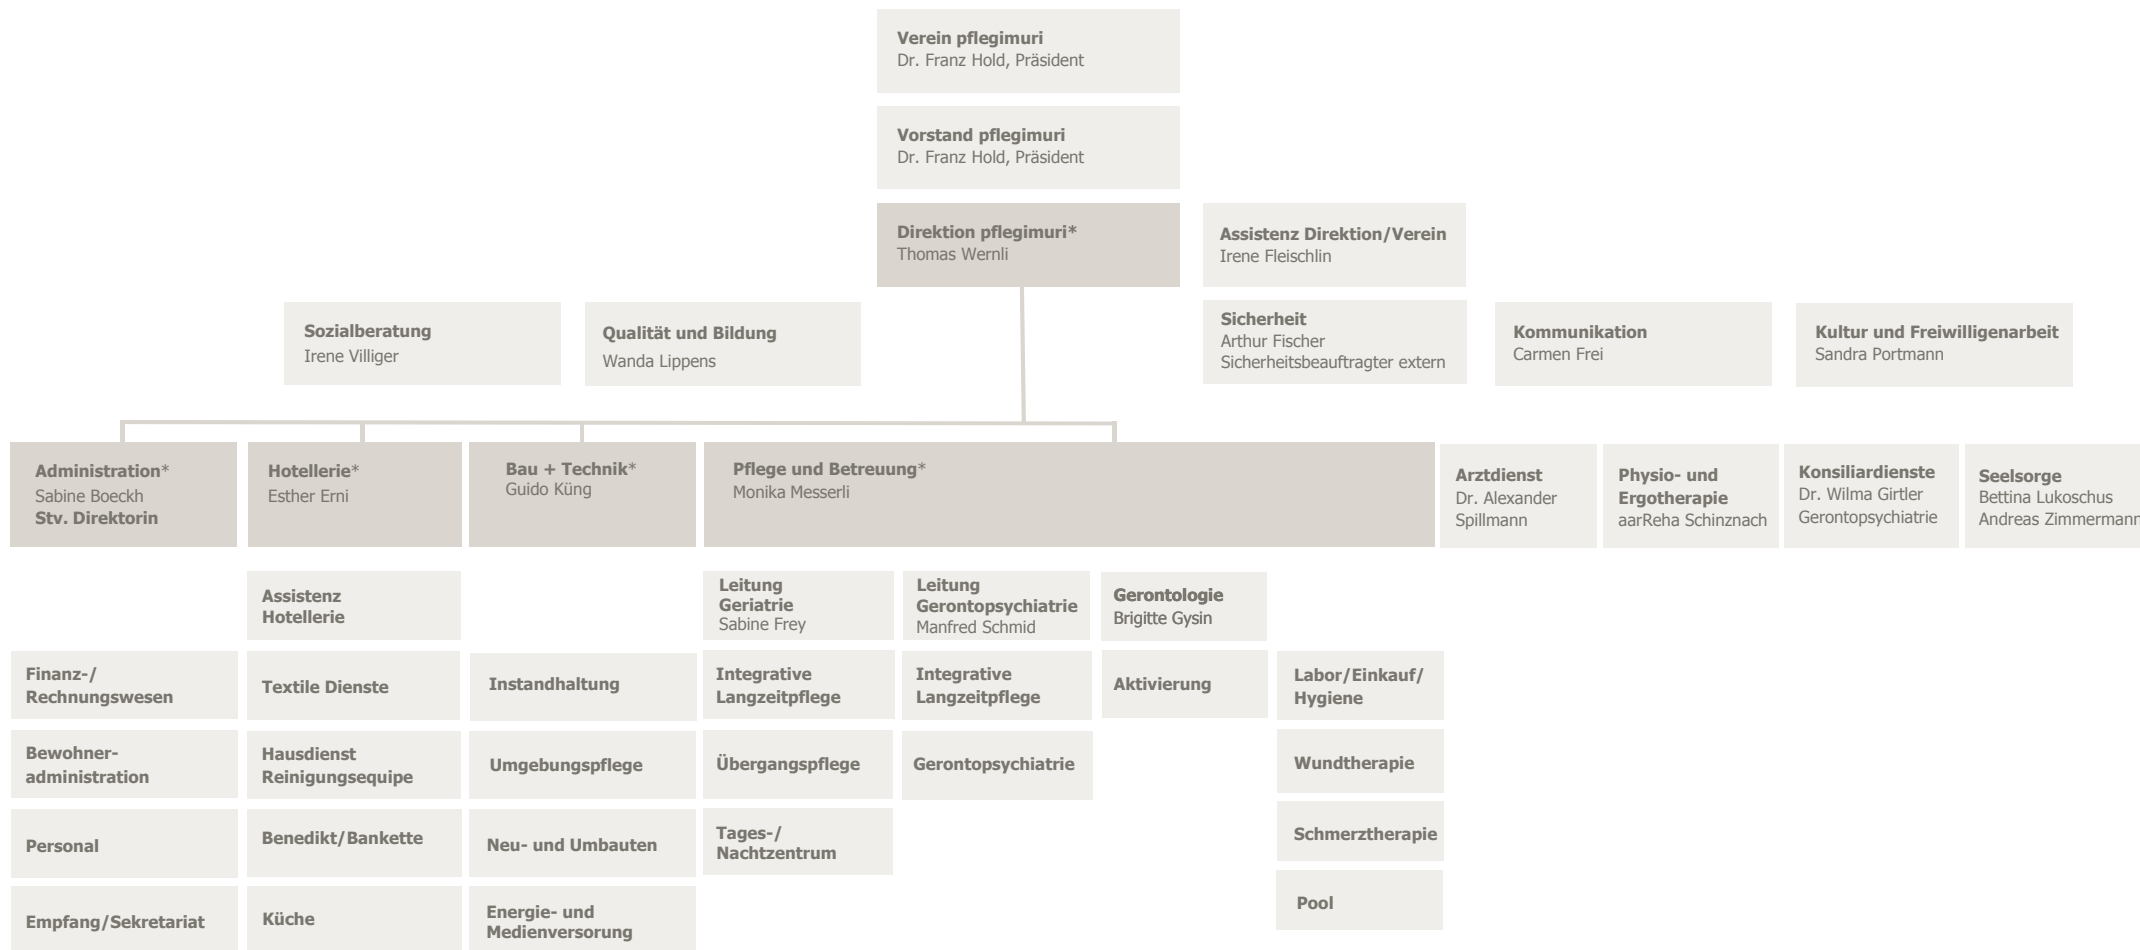 Verein pflegimuri
Dr. Franz Hold, Präsident
Vorstand pflegimuri
Dr. Franz Hold, Präsident
Direktion pflegimuri*
Thomas Wernli
Assistenz Direktion/Verein
Irene Fleischlin
Sozialberatung
Irene Villiger
Qualität und Bildung
Wanda Lippens
Sicherheit
Arthur Fischer
Sicherheitsbeauftragter extern
Kommunikation
Carmen Frei
Kultur und Freiwilligenarbeit
Sandra Portmann
Administration*
Sabine Boeckh
Stv. Direktorin
Hotellerie*
Esther Erni
Bau + Technik*
Guido Küng
Pflege und Betreuung*
Monika Messerli
Arztdienst
Dr. Alexander
Spillmann
Physio- und
Ergotherapie
aarReha Schinznach
Konsiliardienste
Dr. Wilma Girtler
Gerontopsychiatrie
Seelsorge
Bettina Lukoschus
Andreas Zimmermann
Assistenz
Hotellerie
Leitung
Geriatrie
Sabine Frey
Leitung
Gerontopsychiatrie
Manfred Schmid
Gerontologie
Brigitte Gysin
Finanz-/
Rechnungswesen
Textile Dienste
Instandhaltung
Integrative
Langzeitpflege
Integrative
Langzeitpflege
Aktivierung
Labor/Einkauf/
Hygiene
Bewohner-
administration
Hausdienst
Reinigungsequipe
Umgebungspflege
Übergangspflege
Gerontopsychiatrie
Wundtherapie
Personal
Benedikt/Bankette
Neu- und Umbauten
Tages-/
Nachtzentrum
Schmerztherapie
Empfang/Sekretariat
Küche
Energie- und
Medienversorung
Pool